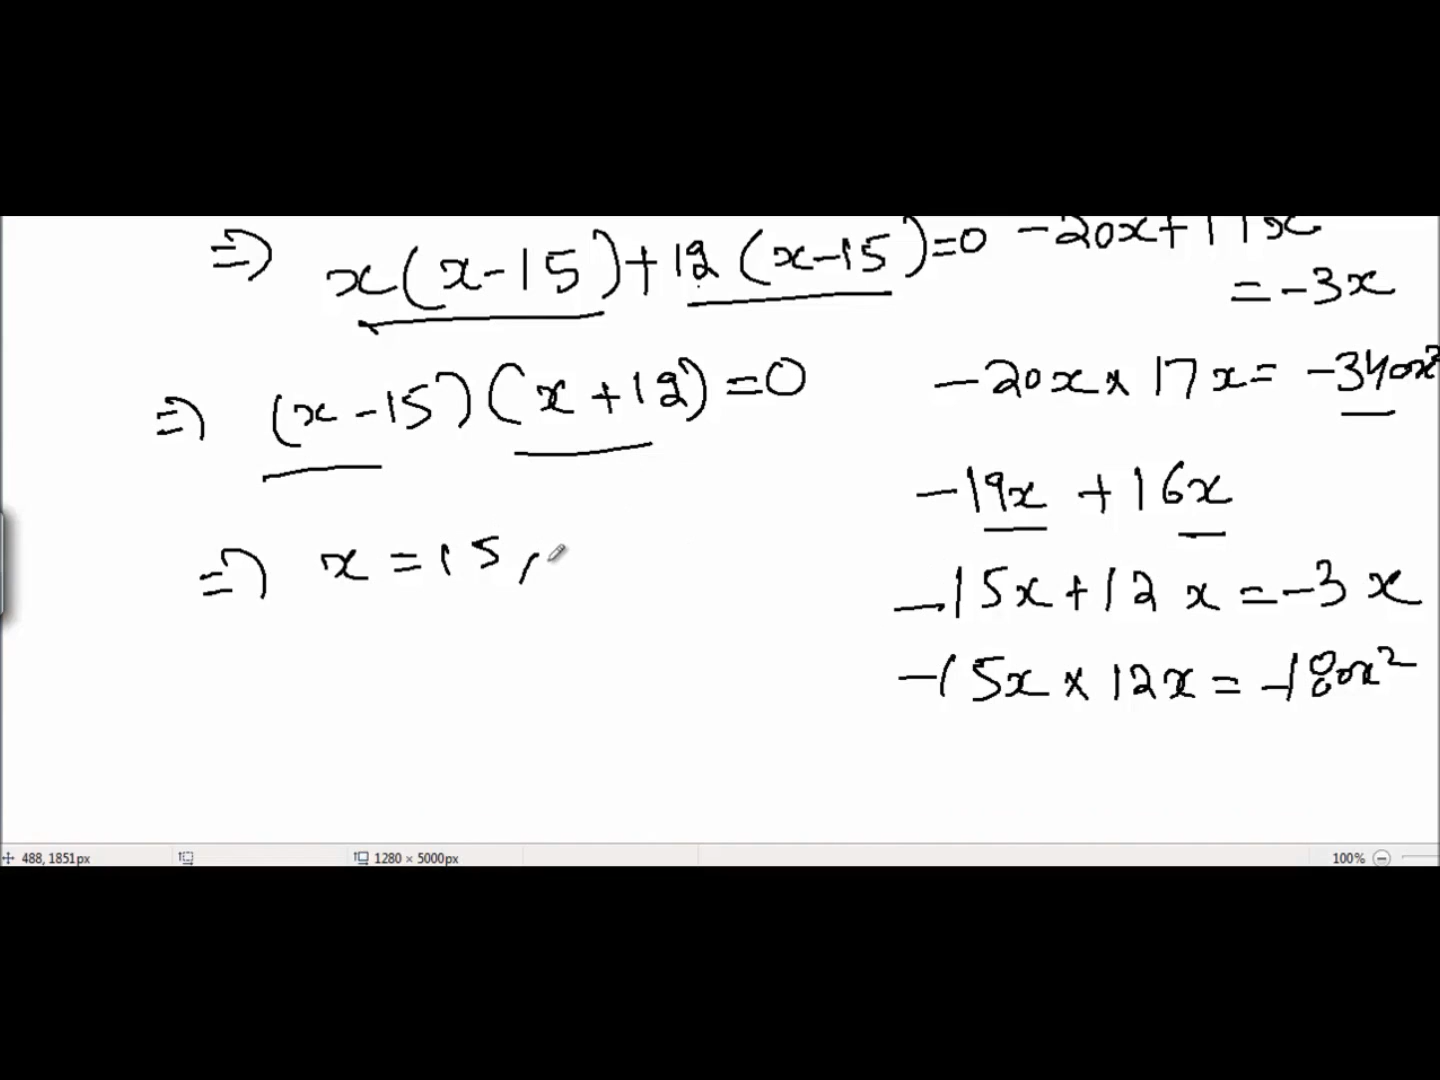 ⇒ x(x-15)+12(x-15)=0
⇒ (x-15)(x+12)=0
⇒ x=15,
-20x+17x
=-3x
-20x×17x=-340x²
-19x+16x
-15x+12x=-3x
-15x×12x=-180x²
488, 1851px
1280 × 5000px
100%